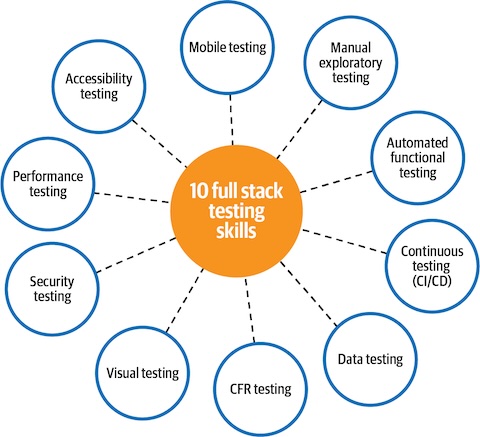 10 full stack
testing
skills
Mobile testing
Manual
exploratory
testing
Automated
functional
testing
Continuous
testing
(CI/CD)
Data testing
CFR testing
Visual testing
Security
testing
Performance
testing
Accessibility
testing